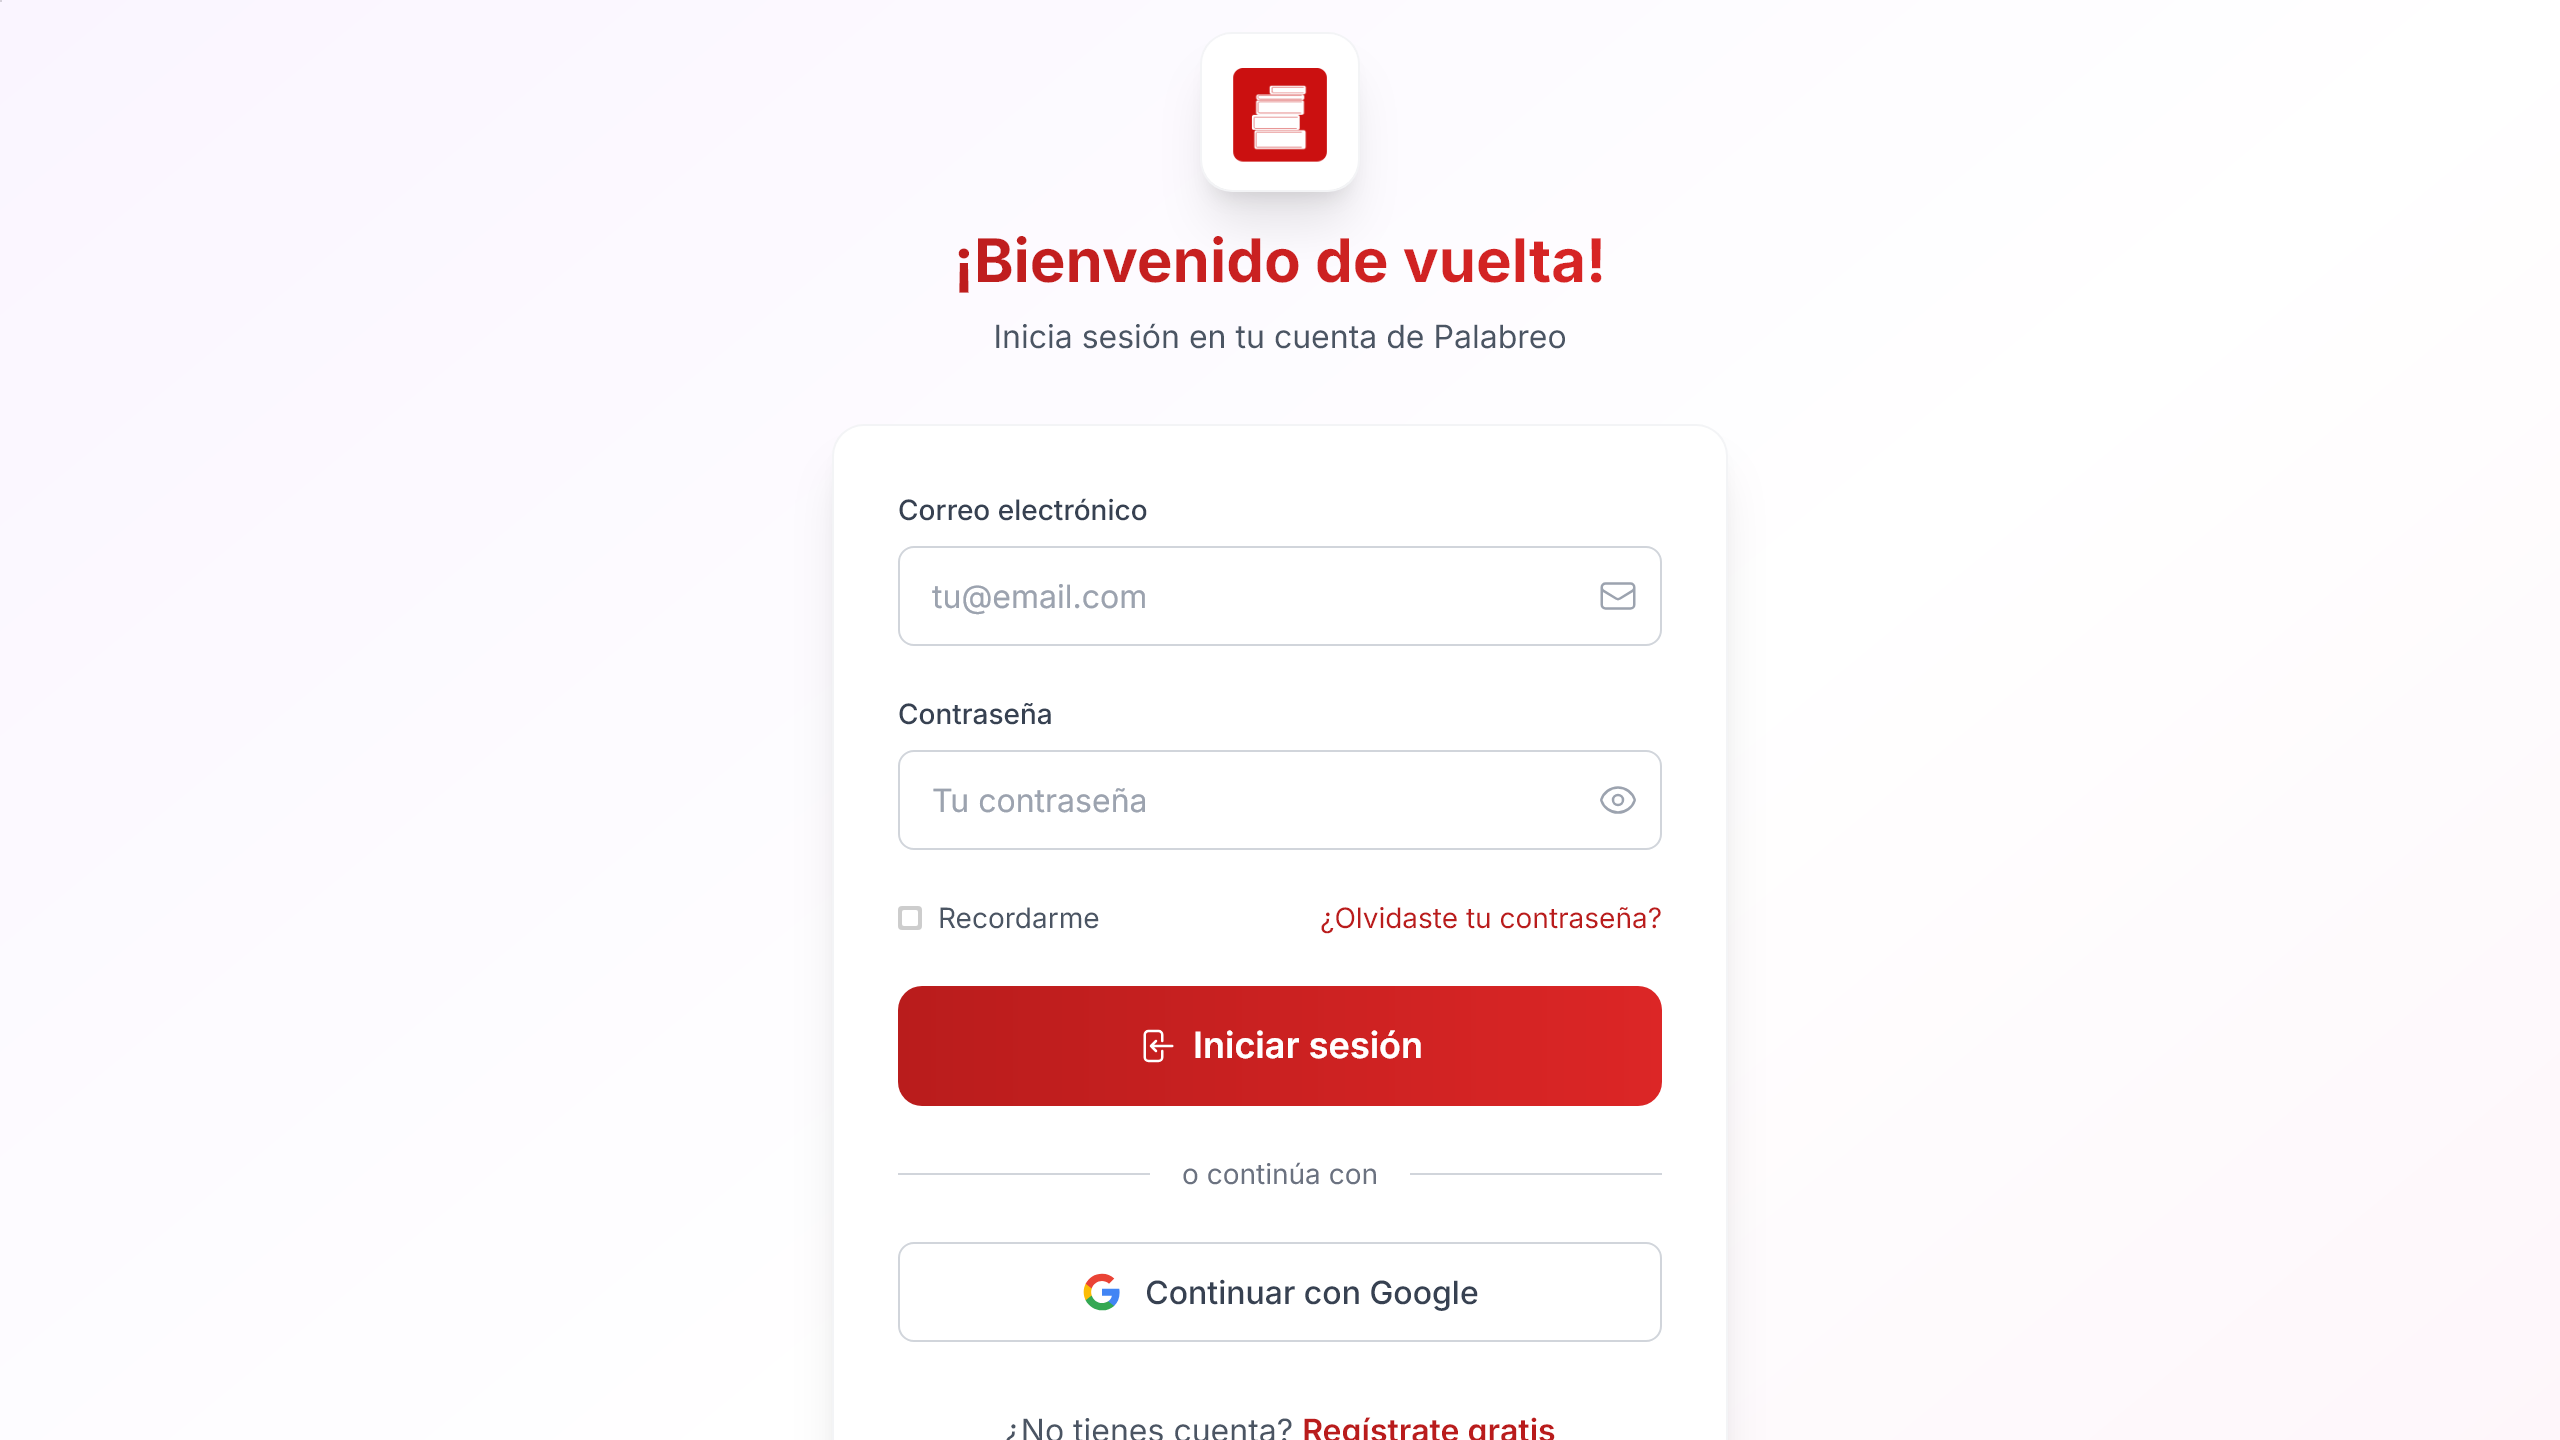 ¡Bienvenido de vuelta!
Inicia sesión en tu cuenta de Palabreo
Correo electrónico
tu@email.com
Contraseña
Tu contraseña
Recordarme
¿Olvidaste tu contraseña?
Iniciar sesión
o continúa con
Continuar con Google
¿No tienes cuenta? Regístrate gratis